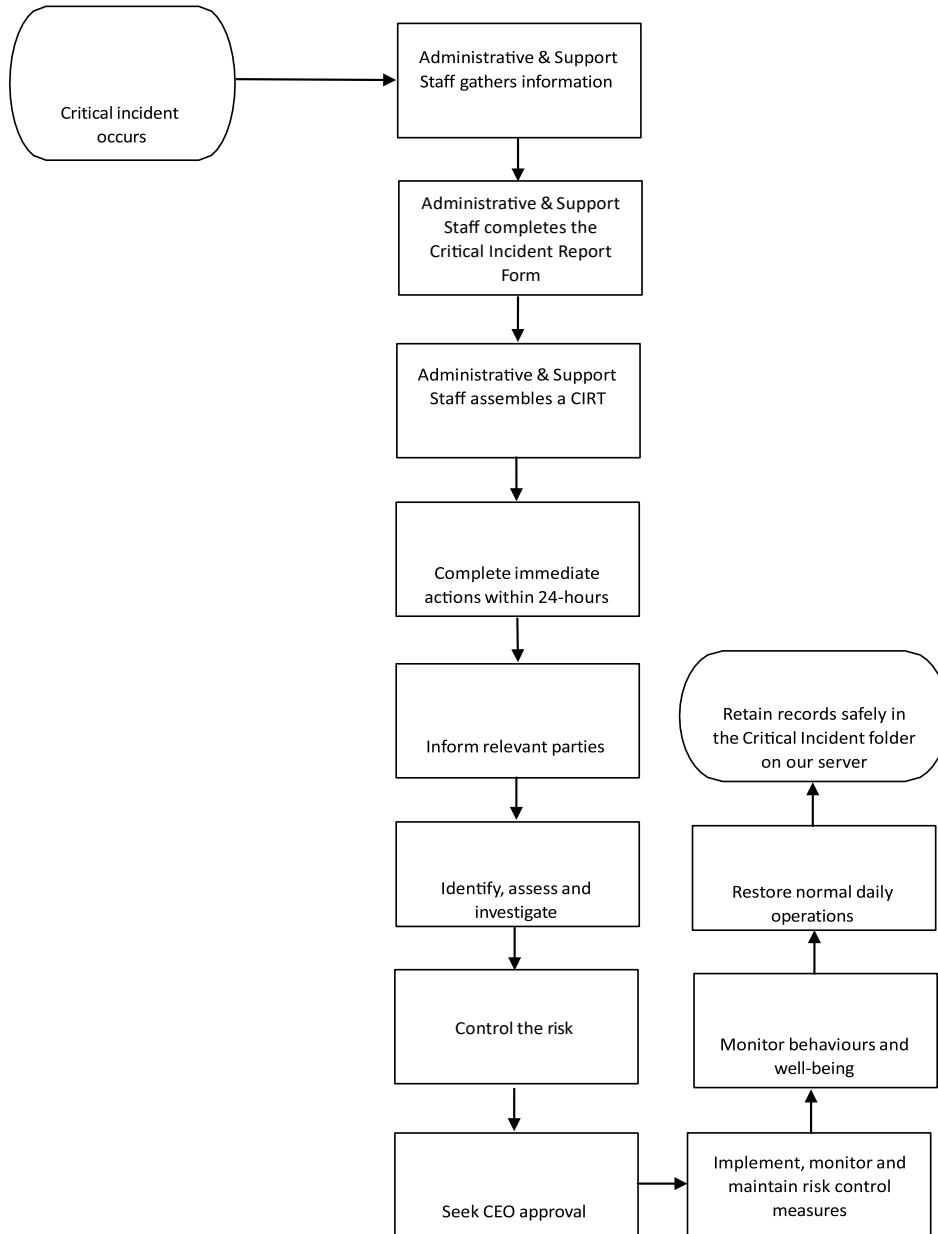 Critical incident
occurs
Administrative & Support
Staff gathers information
Administrative & Support
Staff completes the
Critical Incident Report
Form
Administrative & Support
Staff assembles a CIRT
Complete immediate
actions within 24-hours
Inform relevant parties
Identify, assess and
investigate
Control the risk
Seek CEO approval
Implement, monitor and
maintain risk control
measures
Monitor behaviours and
well-being
Restore normal daily
operations
Retain records safely in
the Critical Incident folder
on our server